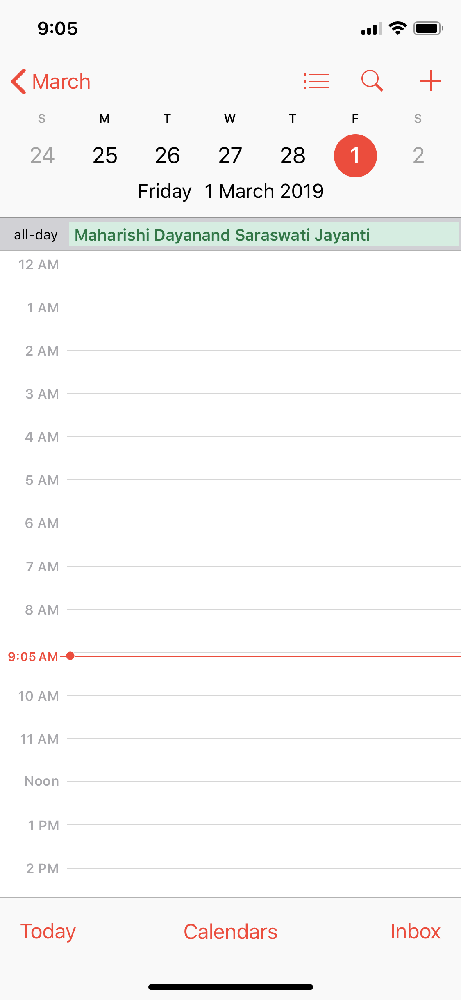 9:05
March
S M T W T F S
24 25 26 27 28 1 2
Friday 1 March 2019
all-day Maharishi Dayanand Saraswati Jayanti
12 AM
1 AM
2 AM
3 AM
4 AM
5 AM
6 AM
7 AM
8 AM
9:05 AM
10 AM
11 AM
Noon
1 PM
2 PM
Today Calendars Inbox